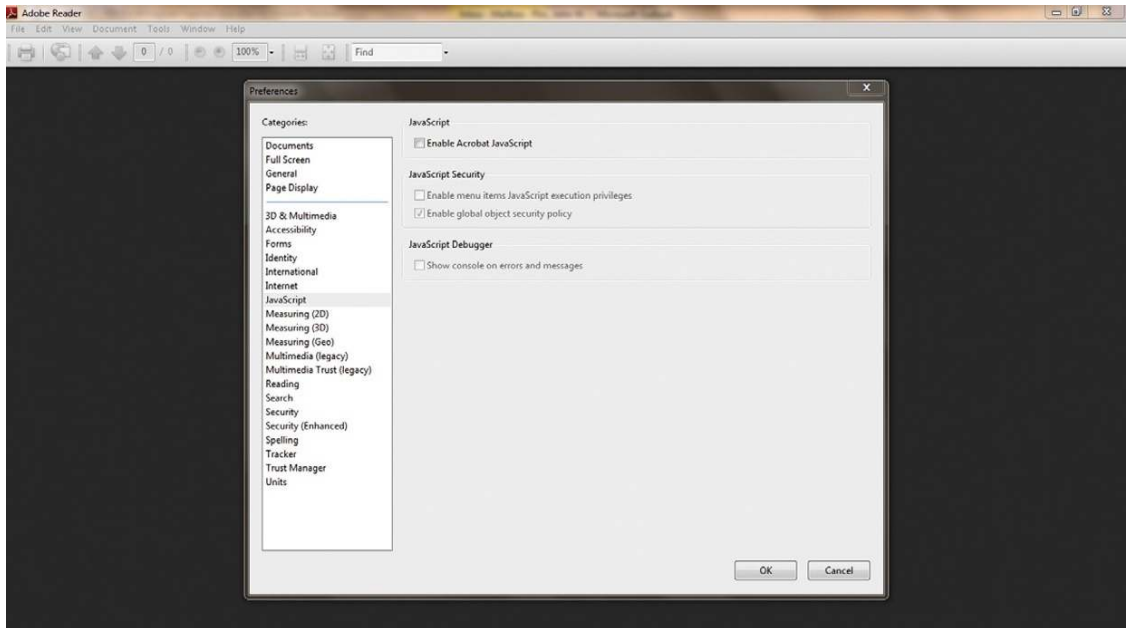 Adobe Reader
File Edit View Document Tools Window Help
0 / 0 100% Find
Preferences
Categories:
Documents
Full Screen
General
Page Display
3D & Multimedia
Accessibility
Forms
Identity
International
Internet
JavaScript
Measuring (2D)
Measuring (3D)
Measuring (Geo)
Multimedia (legacy)
Multimedia Trust (legacy)
Reading
Search
Security
Security (Enhanced)
Spelling
Tracker
Trust Manager
Units
JavaScript
Enable Acrobat JavaScript
JavaScript Security
Enable menu items JavaScript execution privileges
Enable global object security policy
JavaScript Debugger
Show console on errors and messages
OK Cancel